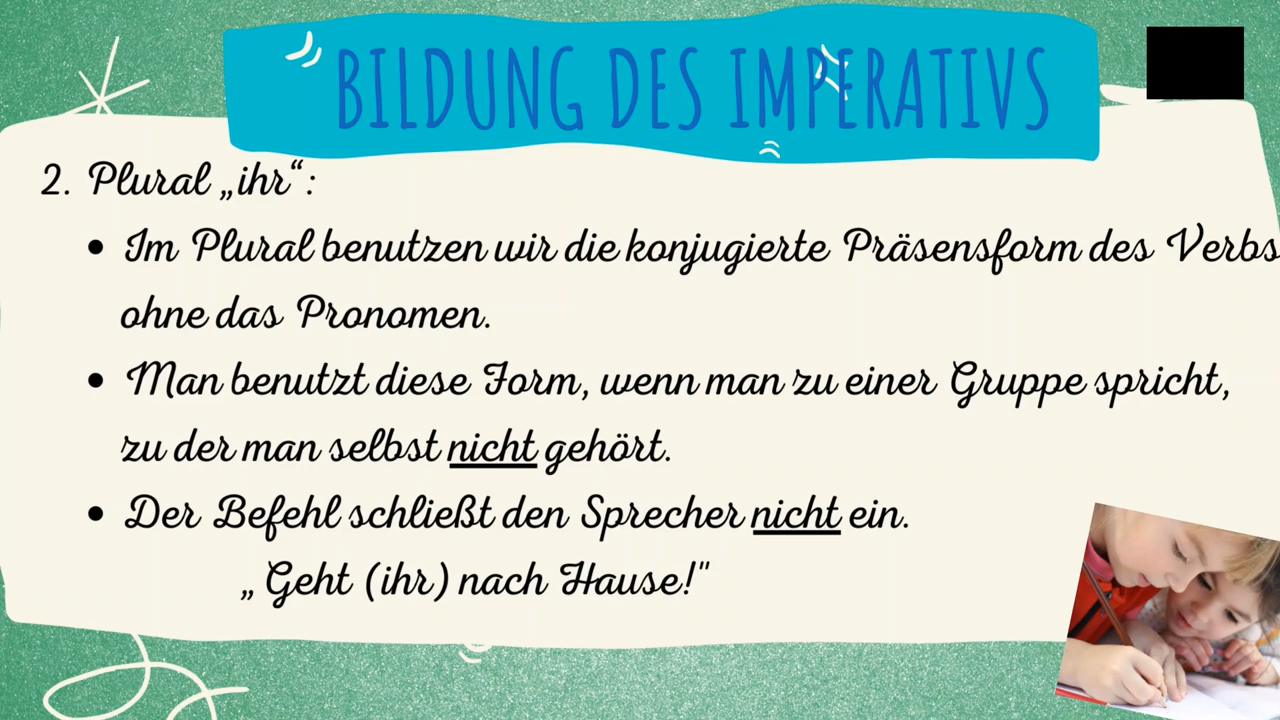 BILDUNG DES IMPERATIVS
2. Plural „ihr“:
• Im Plural benutzen wir die konjugierte Präsensform des Verbs
ohne das Pronomen.
• Man benutzt diese Form, wenn man zu einer Gruppe spricht,
zu der man selbst nicht gehört.
• Der Befehl schließt den Sprecher nicht ein.
„Geht (ihr) nach Hause!"